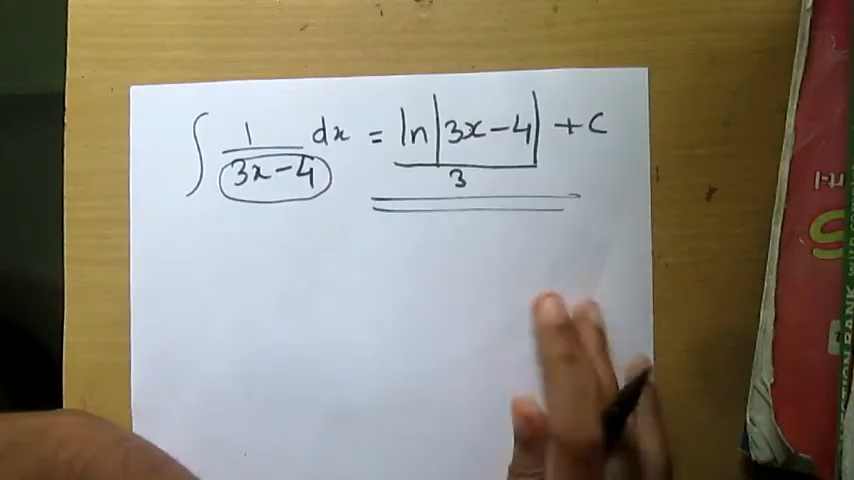 ∫ 1/(3x-4) dx = ln|3x-4|/3 + c